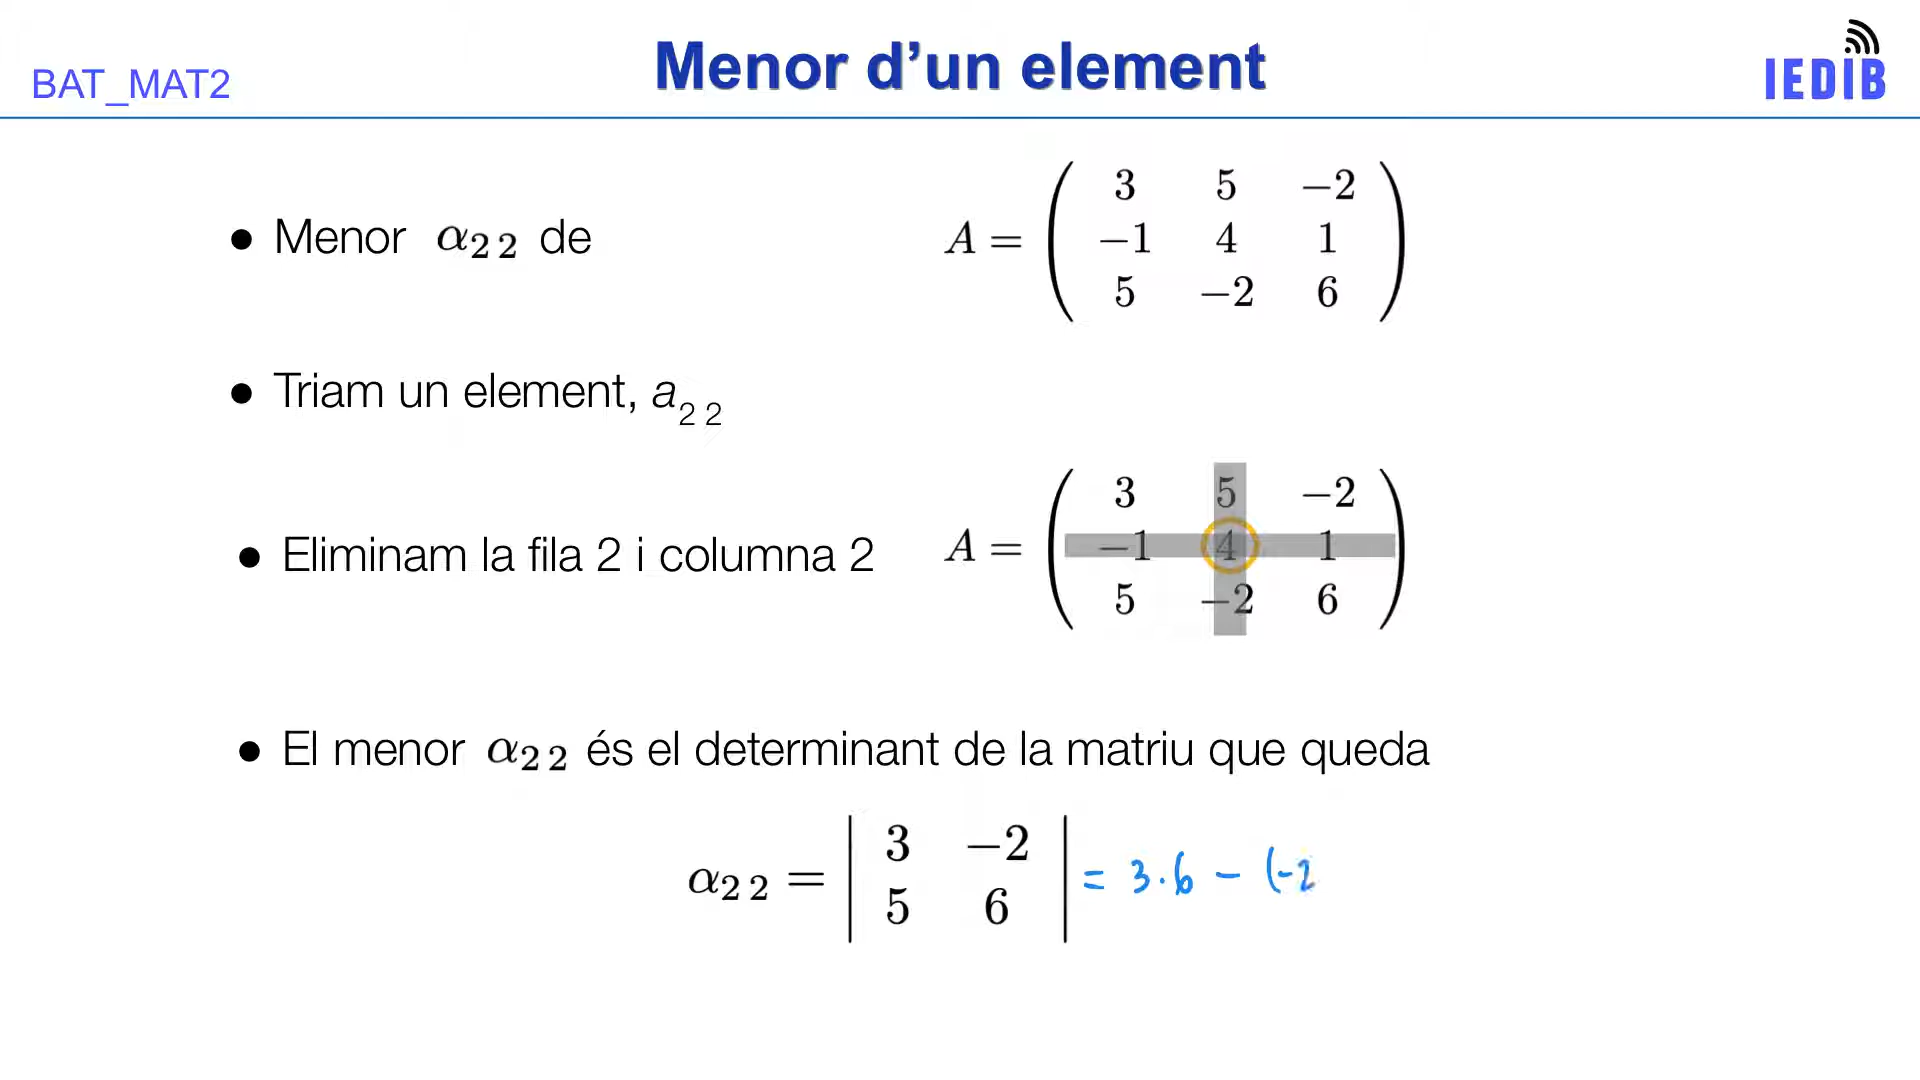 BAT_MAT2
Menor d’un element
IEDIB
● Menor α₂₂ de
A = ( 3 5 −2
−1 4 1
5 −2 6 )
● Triam un element, a₂₂
● Eliminam la fila 2 i columna 2
A = ( 3 5 −2
−1 4 1
5 −2 6 )
● El menor α₂₂ és el determinant de la matriu que queda
α₂₂ = | 3 −2
5 6 | = 3·6 − (-2